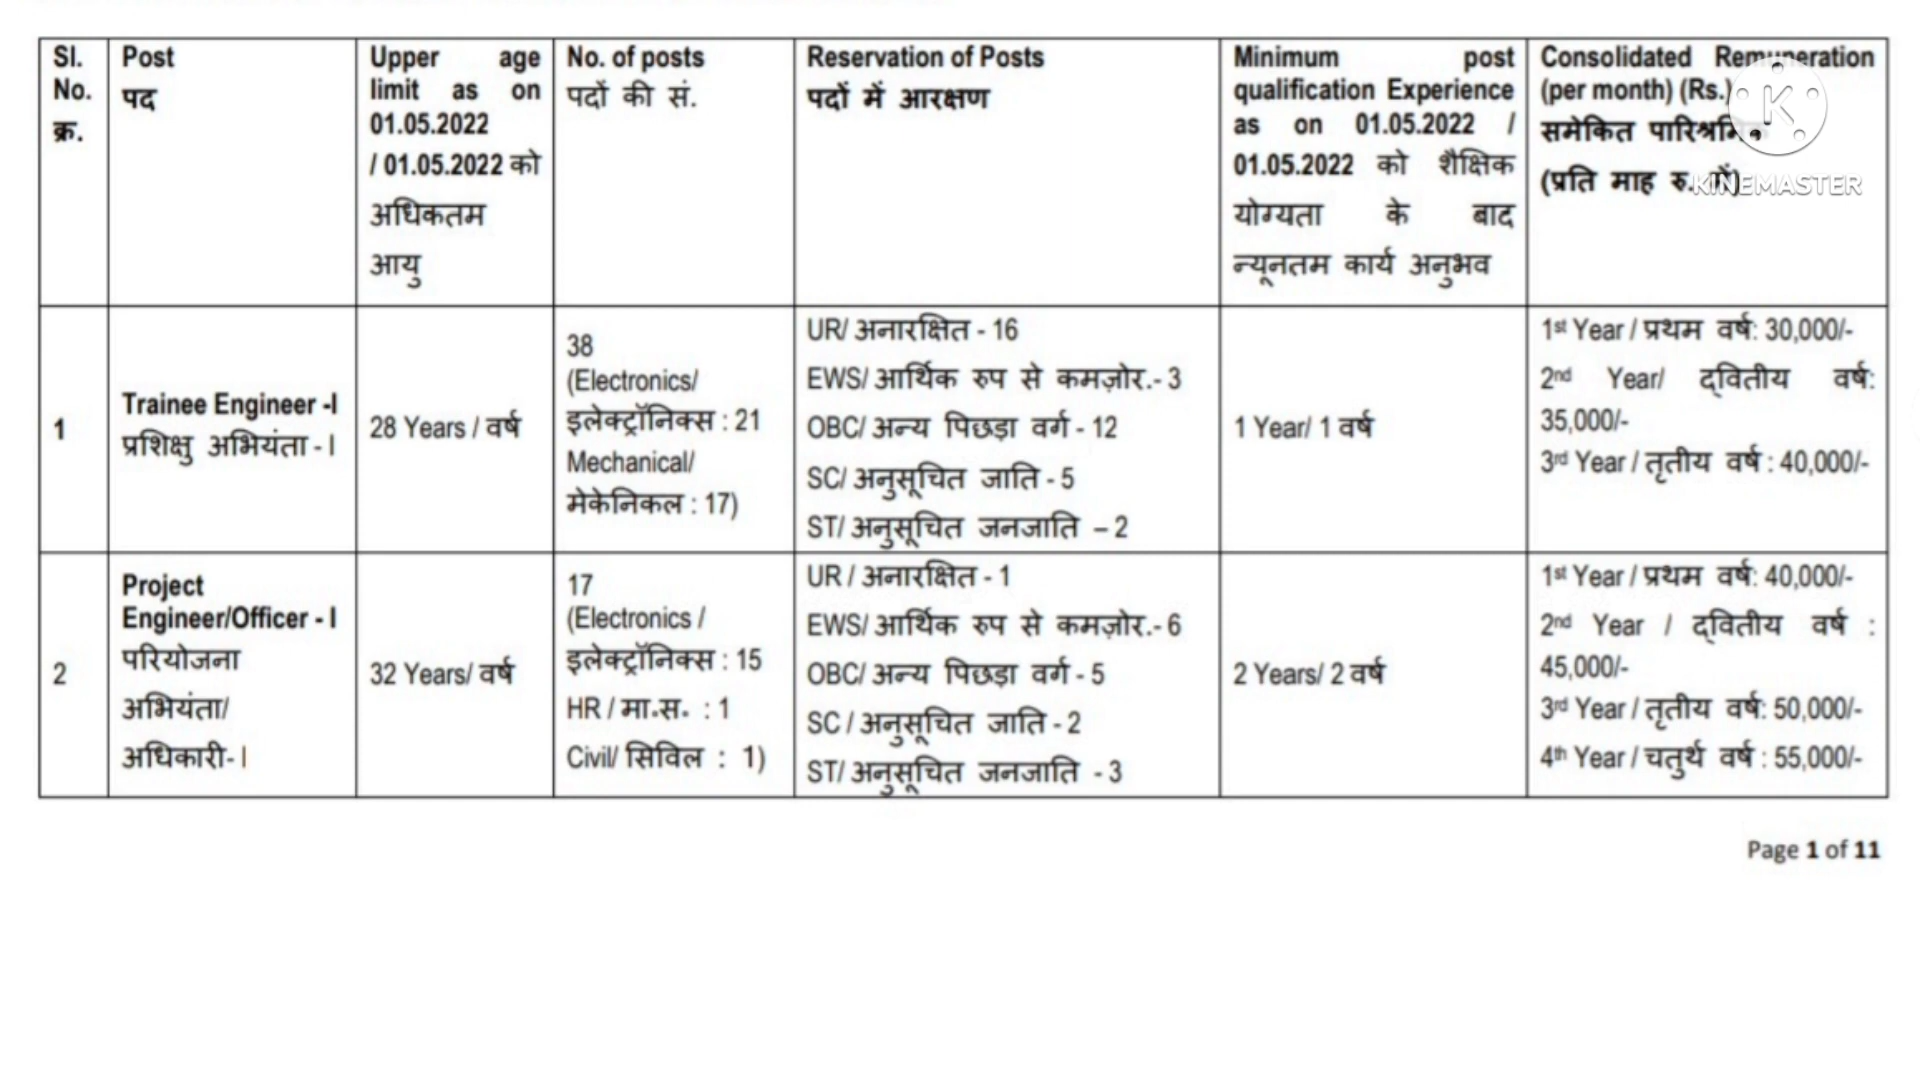 Sl. No. क्र.
Post
पद
Upper age limit as on 01.05.2022 / 01.05.2022 को अधिकतम आयु
No. of posts
पदों की सं.
Reservation of Posts
पदों में आरक्षण
Minimum post qualification Experience as on 01.05.2022 / 01.05.2022 को शैक्षिक योग्यता के बाद न्यूनतम कार्य अनुभव
Consolidated Remuneration (per month) (Rs.)
समेकित पारिश्रमिक
(प्रति माह रु. में)
KINEMASTER
1
Trainee Engineer -I
प्रशिक्षु अभियंता - I
28 Years / वर्ष
38
(Electronics/
इलेक्ट्रॉनिक्स : 21
Mechanical/
मेकेनिकल : 17)
UR/ अनारक्षित - 16
EWS/ आर्थिक रुप से कमज़ोर.- 3
OBC/ अन्य पिछड़ा वर्ग - 12
SC/ अनुसूचित जाति - 5
ST/ अनुसूचित जनजाति – 2
1 Year/ 1 वर्ष
1st Year / प्रथम वर्ष: 30,000/-
2nd Year/ द्वितीय वर्ष:
35,000/-
3rd Year / तृतीय वर्ष : 40,000/-
2
Project
Engineer/Officer - I
परियोजना
अभियंता/
अधिकारी- I
32 Years/ वर्ष
17
(Electronics /
इलेक्ट्रॉनिक्स : 15
HR / मा.स. : 1
Civil/ सिविल : 1)
UR / अनारक्षित - 1
EWS/ आर्थिक रुप से कमज़ोर.- 6
OBC/ अन्य पिछड़ा वर्ग - 5
SC / अनुसूचित जाति - 2
ST/ अनुसूचित जनजाति - 3
2 Years/ 2 वर्ष
1st Year / प्रथम वर्ष: 40,000/-
2nd Year / द्वितीय वर्ष :
45,000/-
3rd Year / तृतीय वर्ष: 50,000/-
4th Year / चतुर्थ वर्ष : 55,000/-
Page 1 of 11